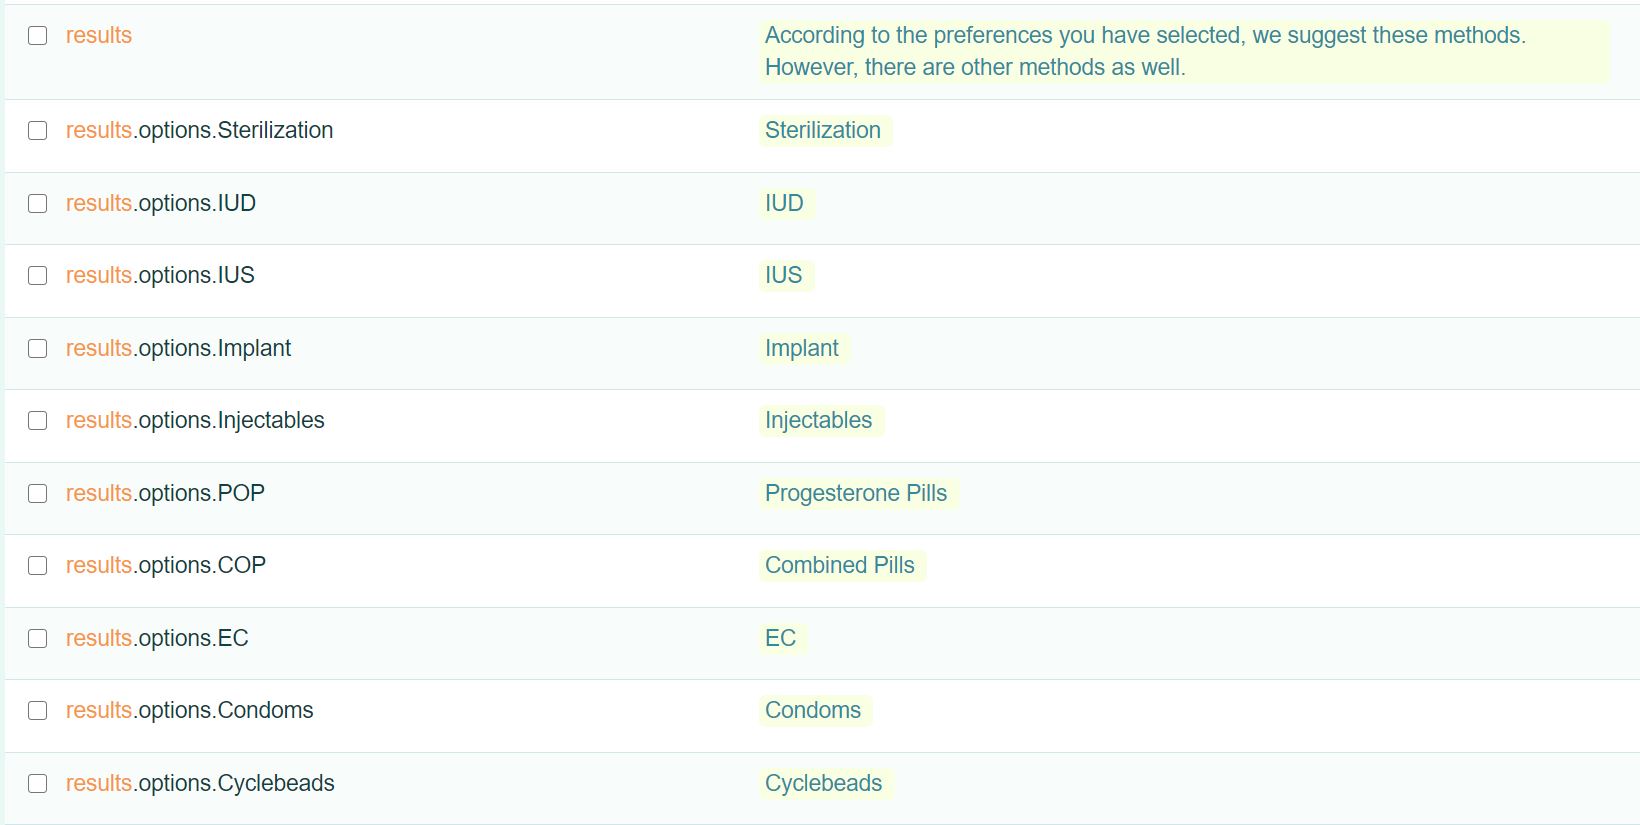 results
According to the preferences you have selected, we suggest these methods.
However, there are other methods as well.
results.options.Sterilization
Sterilization
results.options.IUD
IUD
results.options.IUS
IUS
results.options.Implant
Implant
results.options.Injectables
Injectables
results.options.POP
Progesterone Pills
results.options.COP
Combined Pills
results.options.EC
EC
results.options.Condoms
Condoms
results.options.Cyclebeads
Cyclebeads